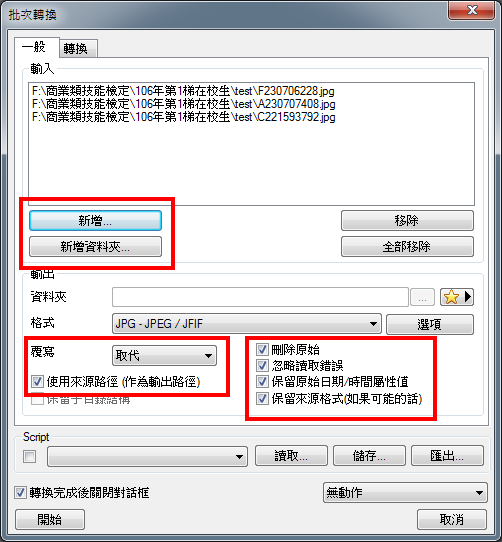 批次轉換
一般
轉換
輸入
F:\商業類技能檢定\106年第1梯在校生\test\F230706228.jpg
F:\商業類技能檢定\106年第1梯在校生\test\A230707408.jpg
F:\商業類技能檢定\106年第1梯在校生\test\C221593792.jpg
新增...
移除
新增資料夾...
全部移除
輸出
資料夾
...
格式
JPG - JPEG / JFIF
選項
覆寫
取代
刪除原始
忽略讀取錯誤
使用來源路徑 (作為輸出路徑)
保留原始日期/時間屬性值
保留子目錄結構
保留來源格式(如果可能的話)
Script
讀取...
儲存...
匯出...
轉換完成後關閉對話框
無動作
開始
取消